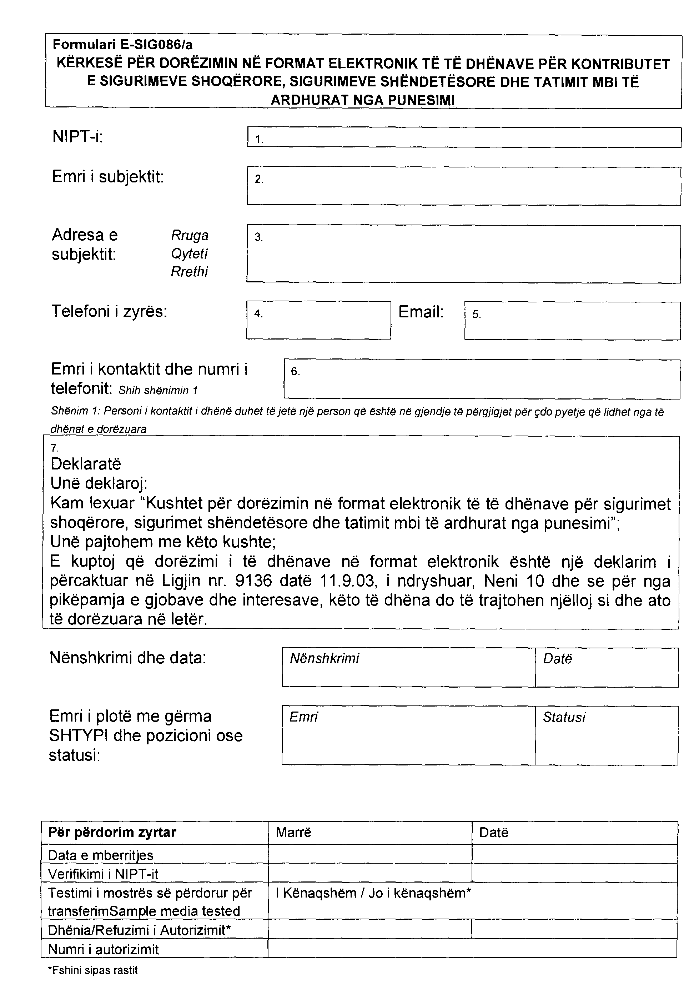 Formulari E-SIG086/a
KËRKESË PËR DORËZIMIN NË FORMAT ELEKTRONIK TË TË DHËNAVE PËR KONTRIBUTET
E SIGURIMEVE SHOQËRORE, SIGURIMEVE SHËNDETËSORE DHE TATIMIT MBI TË
ARDHURAT NGA PUNESIMI
NIPT-i: 1.
Emri i subjektit: 2.
Adresa e Rruga 3.
subjektit: Qyteti
Rrethi
Telefoni i zyrës: 4. Email: 5.
Emri i kontaktit dhe numri i 6.
telefonit: Shih shënimin 1
Shënim 1: Personi i kontaktit i dhënë duhet të jetë një person që është në gjendje të përgjigjet për çdo pyetje që lidhet nga të
dhënat e dorëzuara
7.
Deklaratë
Unë deklaroj:
Kam lexuar “Kushtet për dorëzimin në format elektronik të të dhënave për sigurimet
shoqërore, sigurimet shëndetësore dhe tatimit mbi të ardhurat nga punesimi”;
Unë pajtohem me këto kushte;
E kuptoj që dorëzimi i të dhënave në format elektronik është një deklarim i
përcaktuar në Ligjin nr. 9136 datë 11.9.03, i ndryshuar, Neni 10 dhe se për nga
pikëpamja e gjobave dhe interesave, këto të dhëna do të trajtohen njëlloj si dhe ato
të dorëzuara në letër.
Nënshkrimi dhe data: Nënshkrimi Datë
Emri i plotë me gërma Emri Statusi
SHTYPI dhe pozicioni ose
statusi:
Për përdorim zyrtar Marrë Datë
Data e mberritjes
Verifikimi i NIPT-it
Testimi i mostrës së përdorur për I Kënaqshëm / Jo i kënaqshëm*
transferimSample media tested
Dhënia/Refuzimi i Autorizimit*
Numri i autorizimit
*Fshini sipas rastit